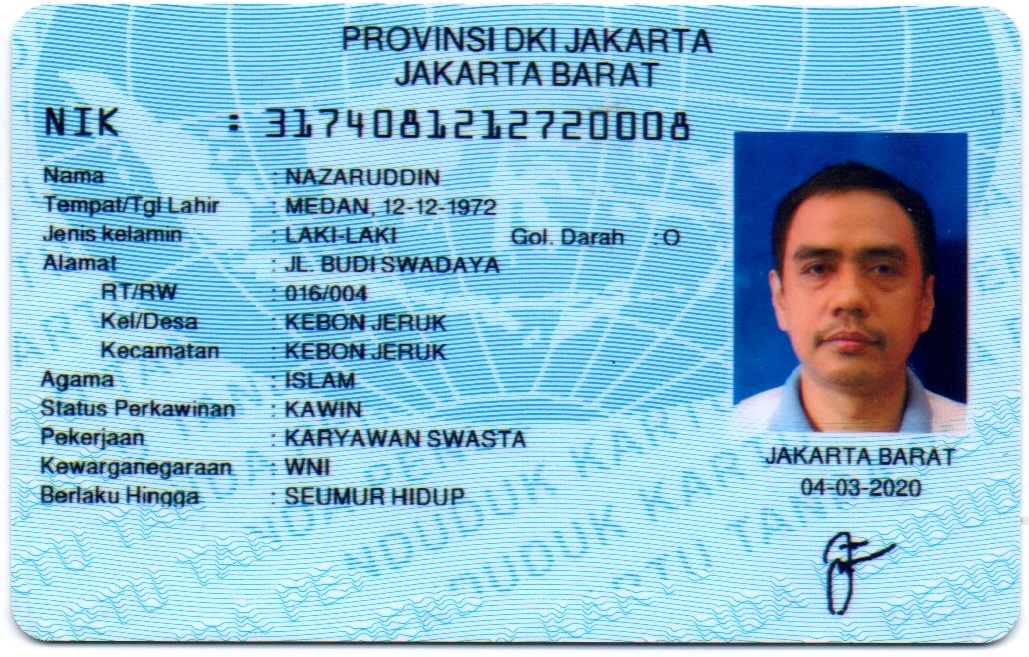 PROVINSI DKI JAKARTA
JAKARTA BARAT
NIK : 3174081212720008
Nama : NAZARUDDIN
Tempat/Tgl Lahir : MEDAN, 12-12-1972
Jenis kelamin : LAKI-LAKI Gol. Darah : O
Alamat : JL. BUDI SWADAYA
RT/RW : 016/004
Kel/Desa : KEBON JERUK
Kecamatan : KEBON JERUK
Agama : ISLAM
Status Perkawinan : KAWIN
Pekerjaan : KARYAWAN SWASTA
Kewarganegaraan : WNI
Berlaku Hingga : SEUMUR HIDUP
JAKARTA BARAT
04-03-2020